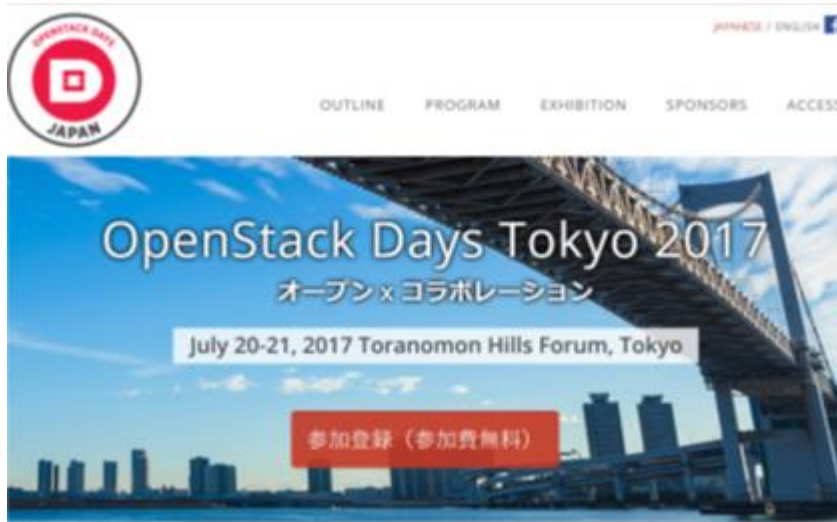 OPENSTACK DAYS
JAPAN
JAPANESE / ENGLISH
OUTLINE PROGRAM EXHIBITION SPONSORS ACCESS
OpenStack Days Tokyo 2017
オープン x コラボレーション
July 20-21, 2017 Toranomon Hills Forum, Tokyo
参加登録（参加費無料）